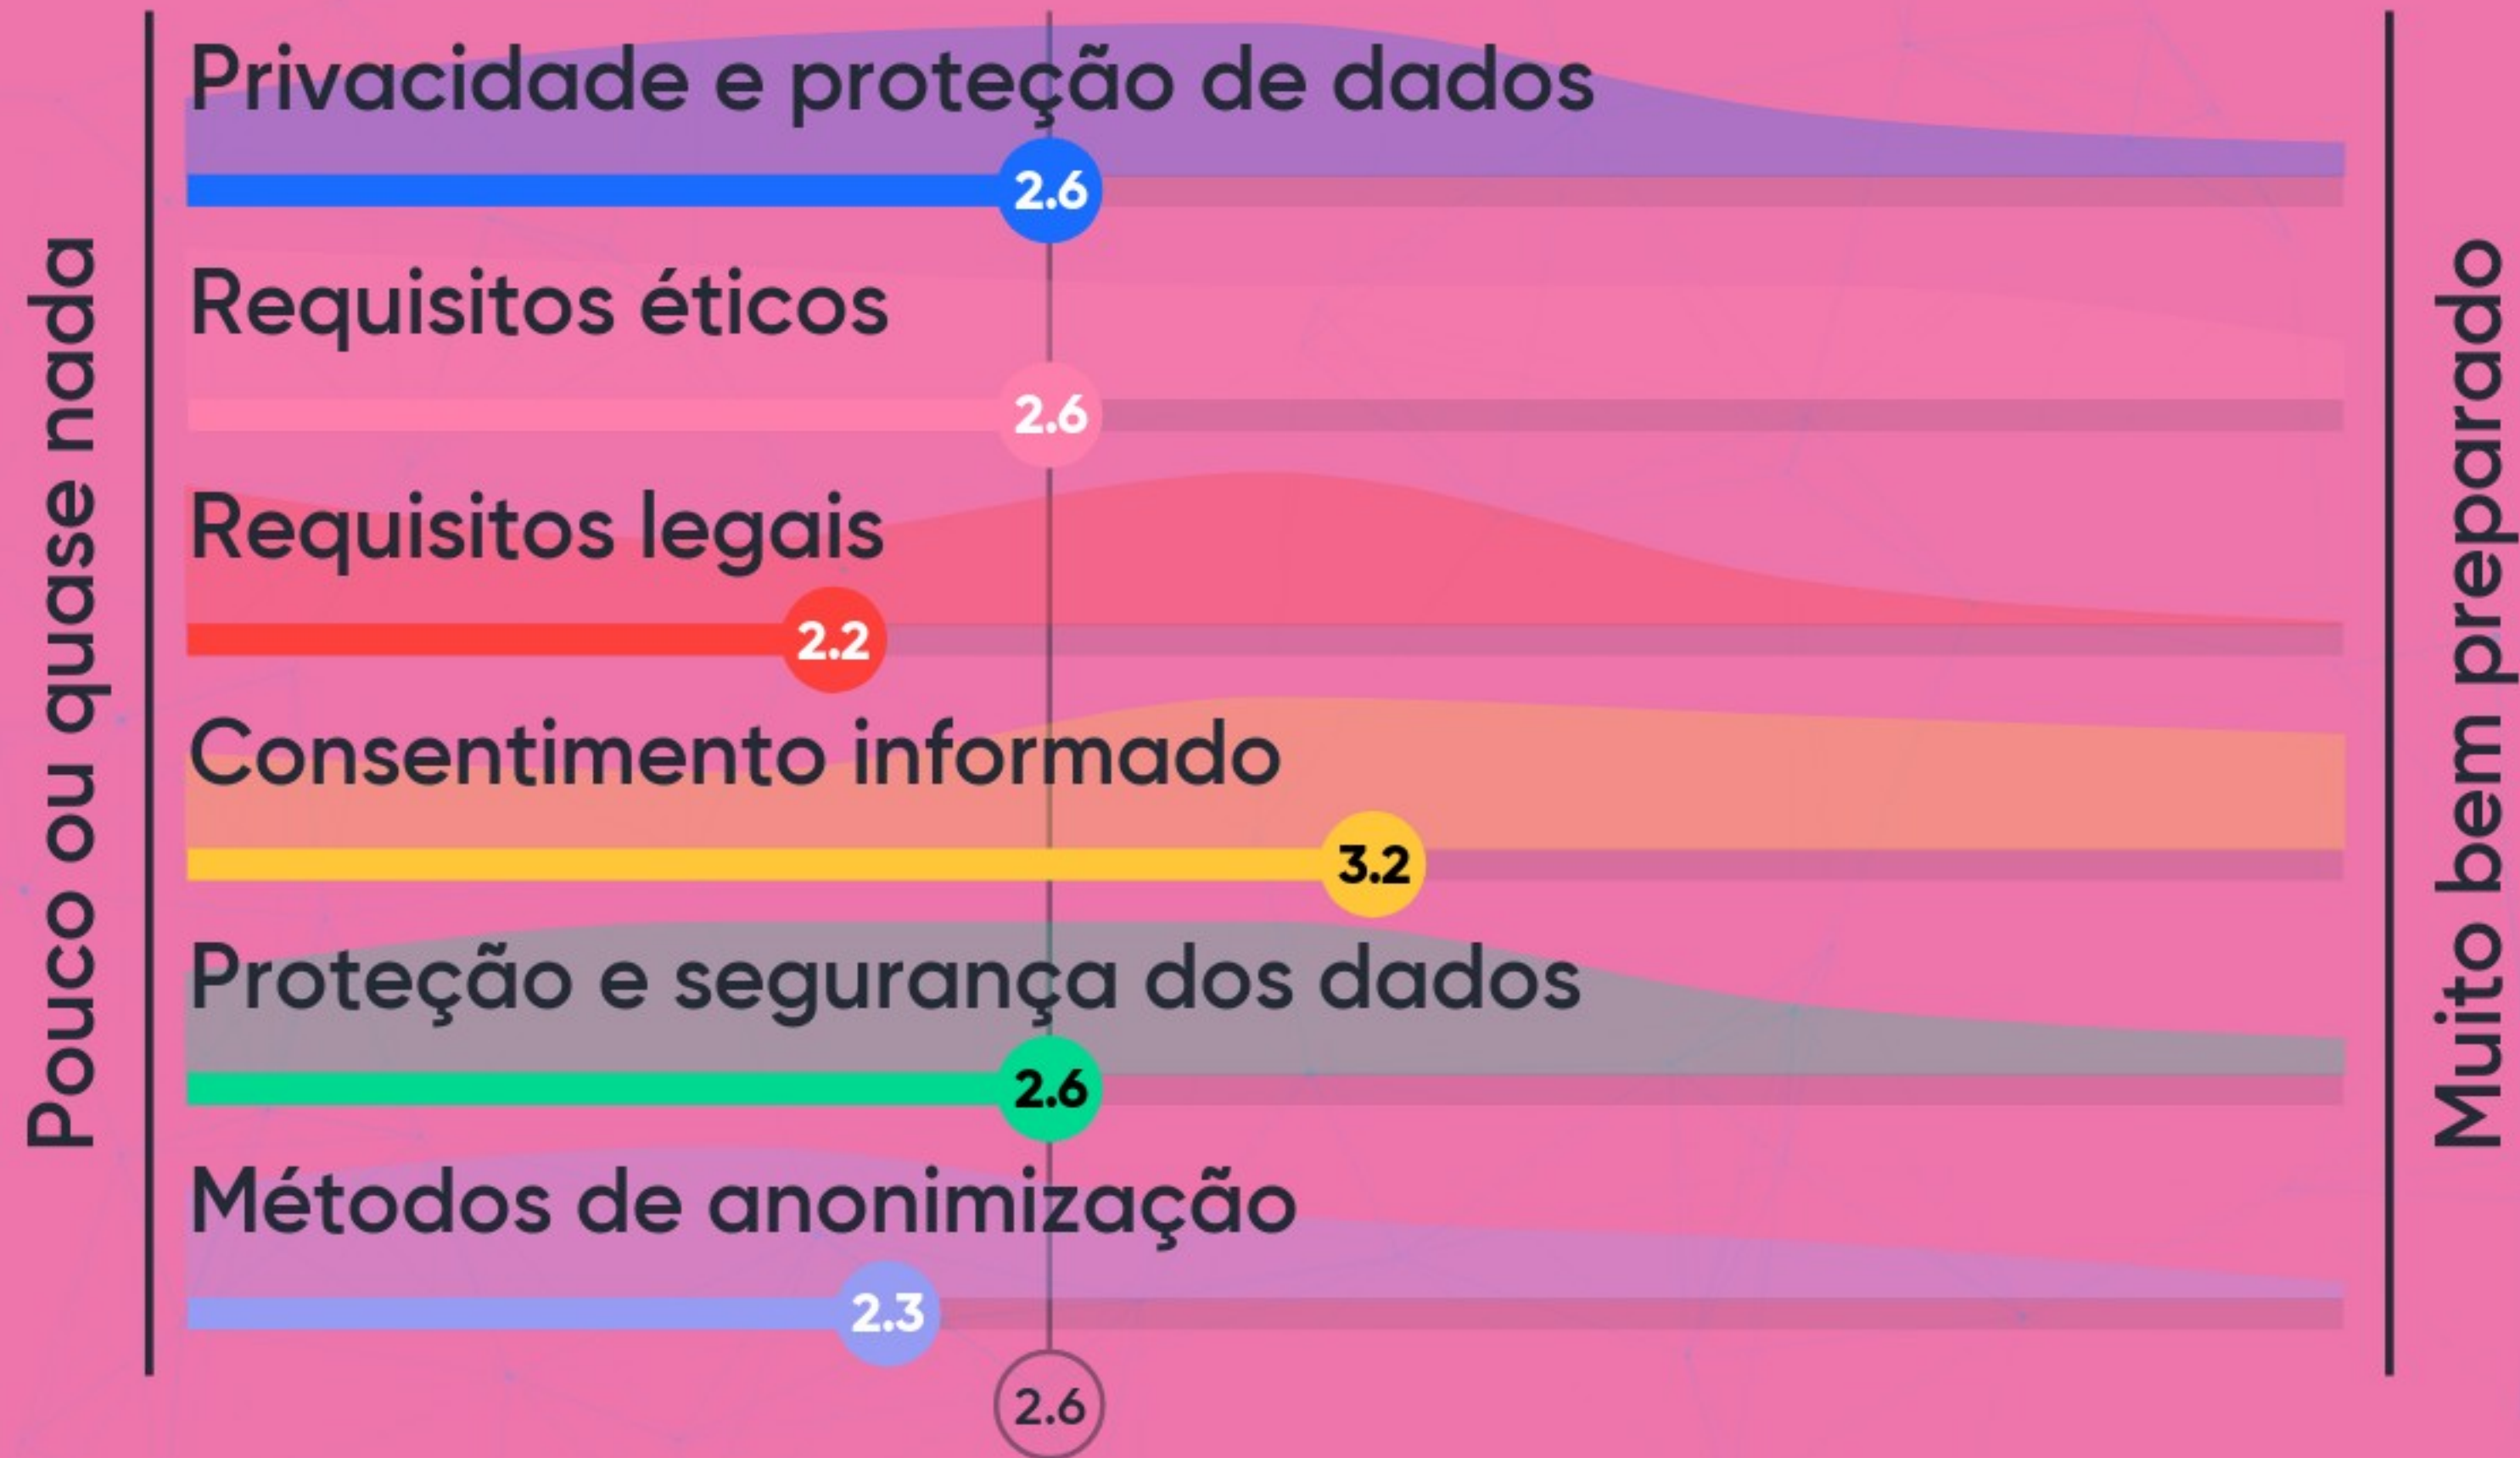 Pouco ou quase nada
Privacidade e proteção de dados
2.6
Requisitos éticos
2.6
Requisitos legais
2.2
Consentimento informado
3.2
Proteção e segurança dos dados
2.6
Métodos de anonimização
2.3
2.6
Muito bem preparado